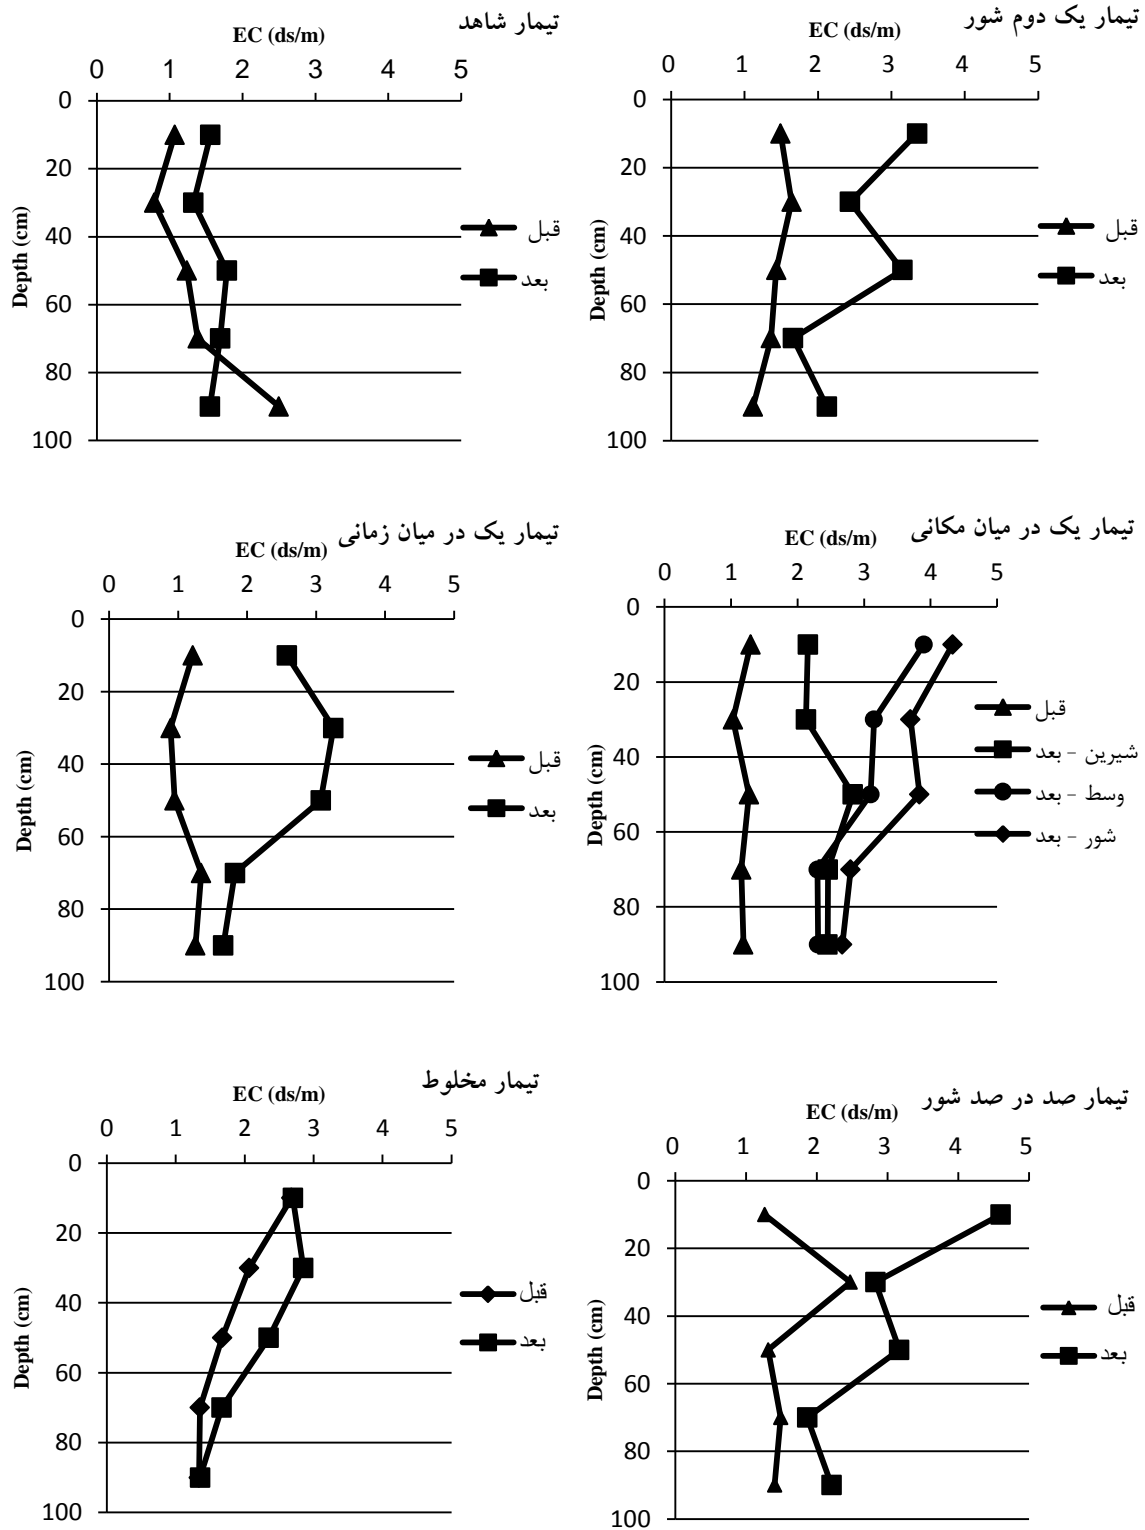 تیمار شاهد
EC (ds/m)
0 1 2 3 4 5
0
20
40
60
80
100
Depth (cm)
قبل
بعد
تیمار یک دوم شور
EC (ds/m)
0 1 2 3 4 5
0
20
40
60
80
100
Depth (cm)
قبل
بعد
تیمار یک در میان زمانی
EC (ds/m)
0 1 2 3 4 5
0
20
40
60
80
100
Depth (cm)
قبل
بعد
تیمار یک در میان مکانی
EC (ds/m)
0 1 2 3 4 5
0
20
40
60
80
100
Depth (cm)
قبل
شیرین - بعد
وسط - بعد
شور - بعد
تیمار مخلوط
EC (ds/m)
0 1 2 3 4 5
0
20
40
60
80
100
Depth (cm)
قبل
بعد
تیمار صد در صد شور
EC (ds/m)
0 1 2 3 4 5
0
20
40
60
80
100
Depth (cm)
قبل
بعد